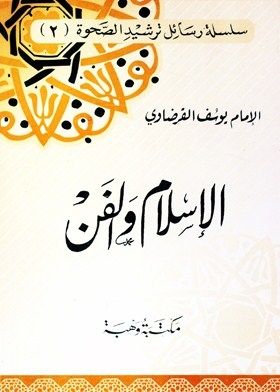 سلسلة رسائل ترشيد الصحوة (٢)
الإمام يوسف القرضاوي
الإسلام والفن
مكتبة وهبة